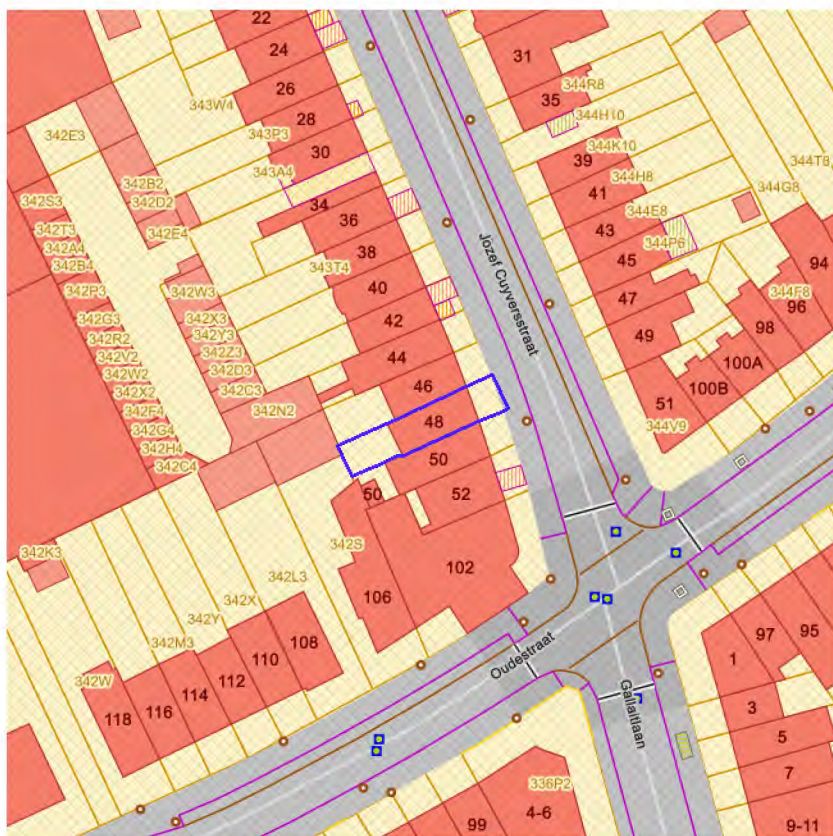 22
24
26
28
30
34
36
38
40
42
44
46
48
50
52
50
102
106
108
110
112
114
116
118
31
35
39
41
43
45
47
49
51
100B
100A
98
96
94
97
95
1
3
5
7
9-11
4-6
99
343W4
343P3
343A4
343T4
342E3
342B2
342D2
342E4
342S3
342T3
342A4
342B4
342P3
342G3
342R2
342V2
342W2
342X2
342F4
342G4
342H4
342C4
342W3
342X3
342Y3
342Z3
342D3
342C3
342N2
342K3
342S
342L3
342X
342Y
342M3
342W
344R8
344H10
344K10
344H8
344E8
344P6
344G8
344T8
344F8
344V9
336P2
Jozef Cuyversstraat
Oudestraat
Gallaitlaan